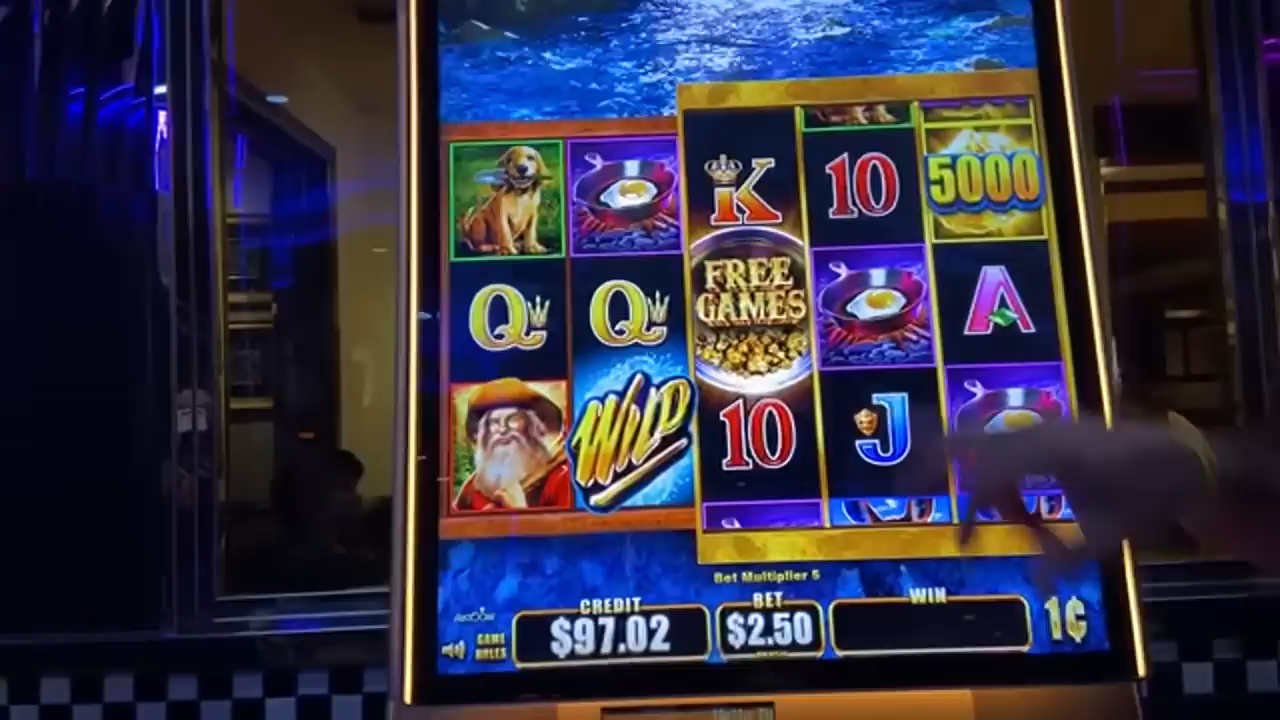 K
10
5000
Q
Q
FREE
GAMES
A
WILD
10
J
Bet Multiplier 5
CREDIT
BET
WIN
$97.02
$2.50
1¢
GAME
RULES